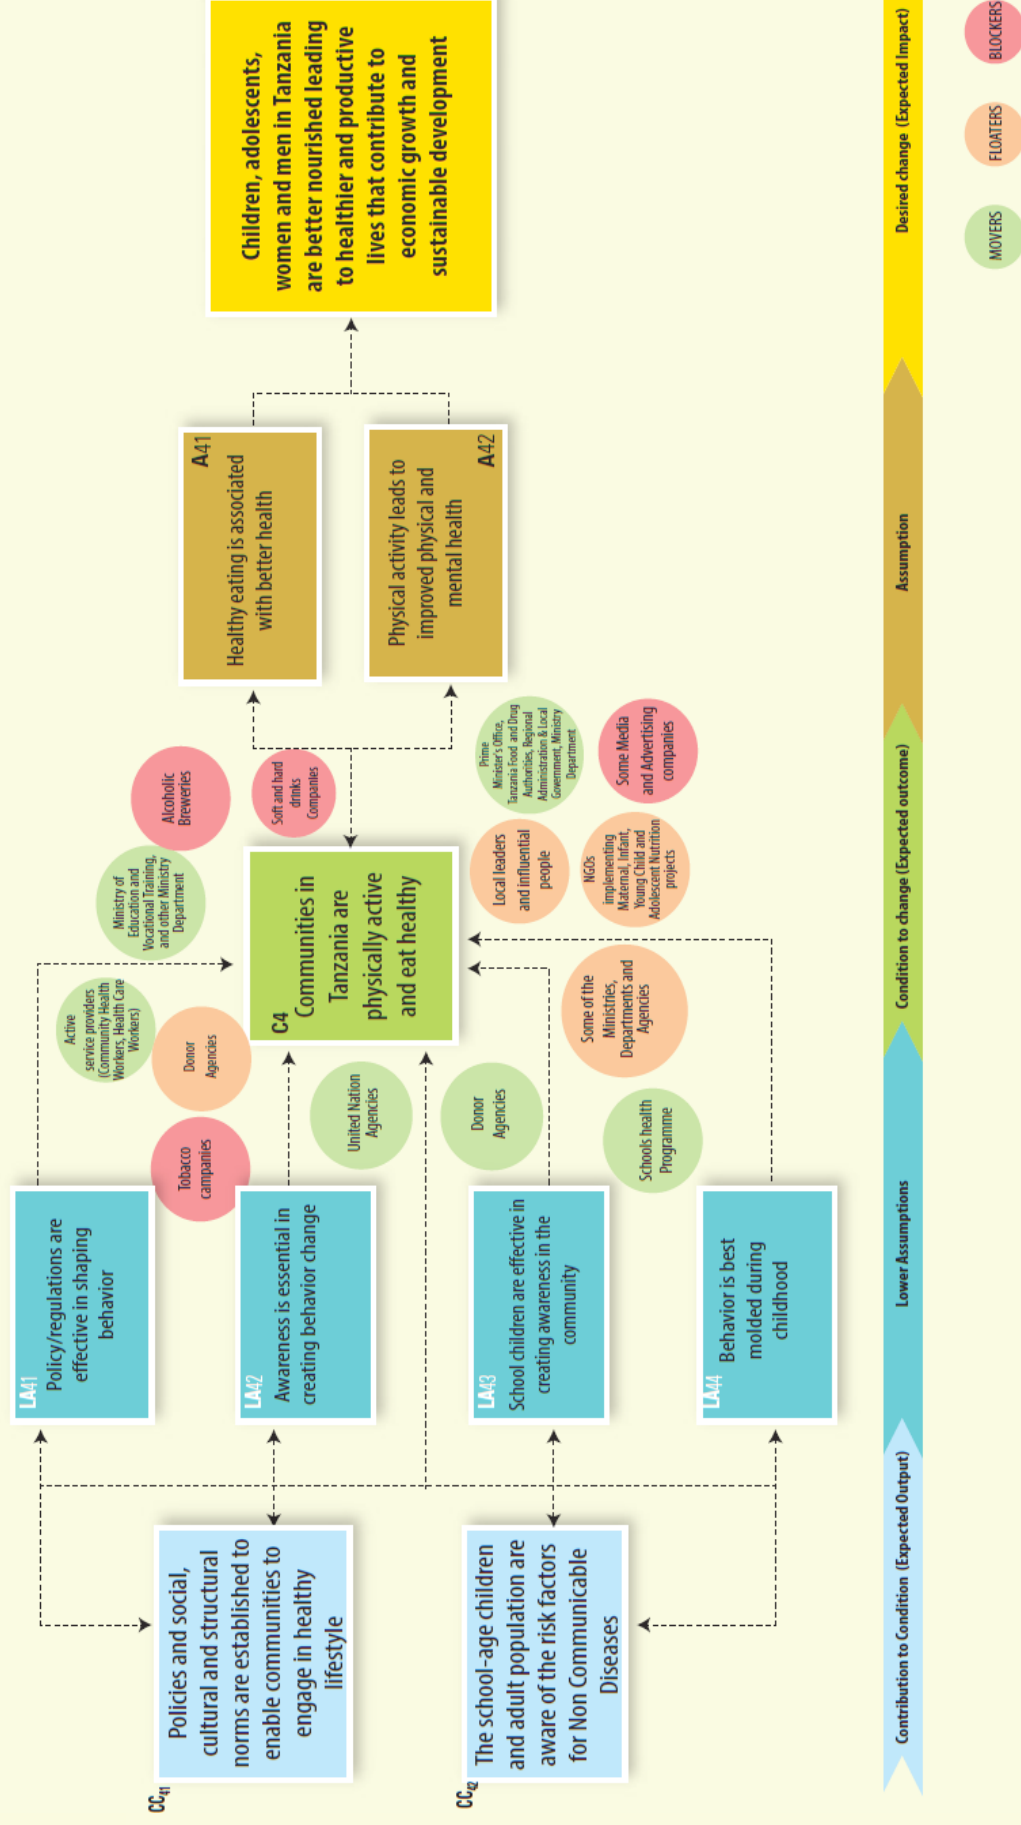 CC41
Policies and social,
cultural and structural
norms are established to
enable communities to
engage in healthy
lifestyle
CC42
The school-age children
and adult population are
aware of the risk factors
for Non Communicable
Diseases
LA41
Policy/regulations are
effective in shaping
behavior
LA42
Awareness is essential in
creating behavior change
LA43
School children are effective in
creating awareness in the
community
LA44
Behavior is best
molded during
childhood
Tobacco
campanies
Donor
Agencies
Active
service providers
(Community Health
Workers, Health Care
Workers)
Ministry of
Education and
Vocational Training,
and other Ministry
Department
Alcoholic
Breweries
Soft and hard
drinks
Companies
United Nation
Agencies
Donor
Agencies
Schools health
Programme
Some of the
Ministries,
Departments and
Agencies
C4
Communities in
Tanzania are
physically active
and eat healthy
Local leaders
and influential
people
NGOs
implementing
Maternal, Infant,
Young Child and
Adolescent Nutrition
projects
Prime
Minister's Office,
Tanzania Food and Drug
Authorities, Regional
Administration & Local
Government, Ministry
Department
Some Media
and Advertising
companies
A41
Healthy eating is associated
with better health
Physical activity leads to
improved physical and
mental health
A42
Children, adolescents,
women and men in Tanzania
are better nourished leading
to healthier and productive
lives that contribute to
economic growth and
sustainable development
Contribution to Condition (Expected Output)
Lower Assumptions
Condition to change (Expected outcome)
Assumption
Desired change (Expected Impact)
MOVERS
FLOATERS
BLOCKERS